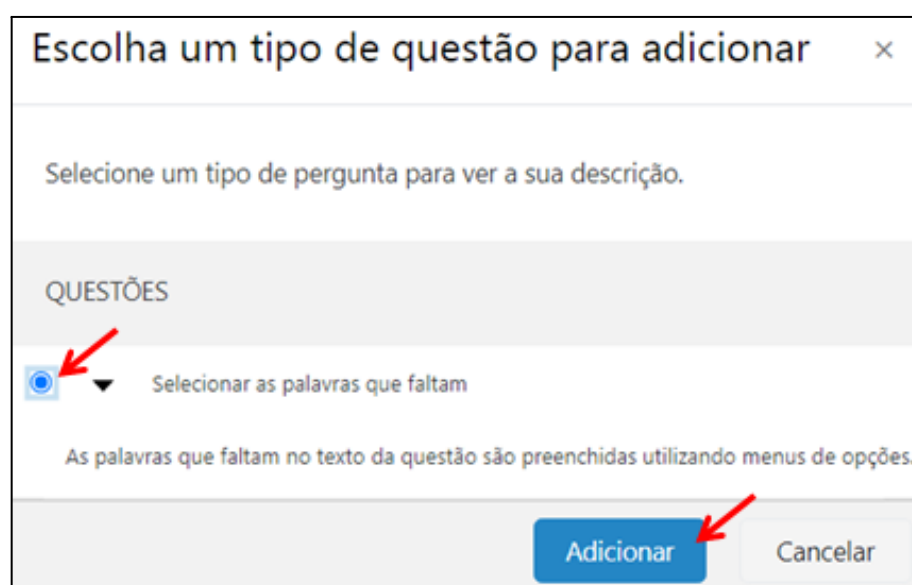 Escolha um tipo de questão para adicionar ×
Selecione um tipo de pergunta para ver a sua descrição.
QUESTÕES
Selecionar as palavras que faltam
As palavras que faltam no texto da questão são preenchidas utilizando menus de opções.
Adicionar Cancelar